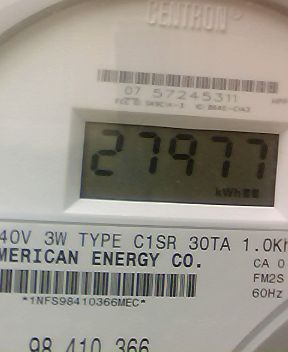 CENTRON®
07 57245311
27977
kWh
40V 3W TYPE C1SR 30TA 1.0Kh
MERICAN ENERGY CO.
CA 0
FM2S
*1NFS98410366MEC*
60Hz
98 410 366